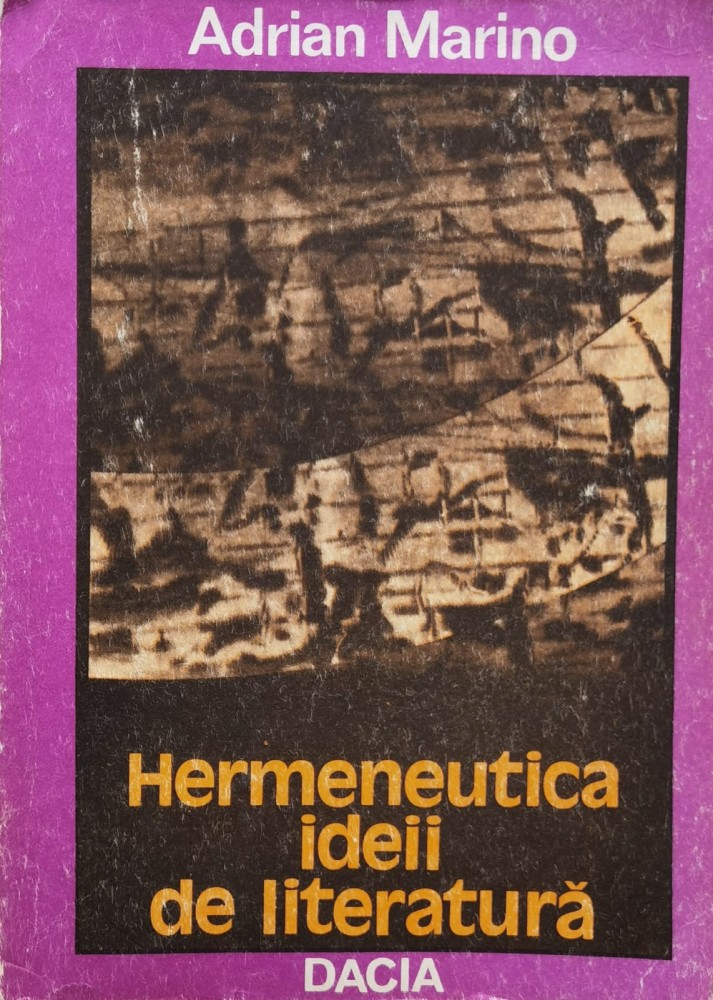 Adrian Marino
Hermeneutica
ideii
de literatură
DACIA